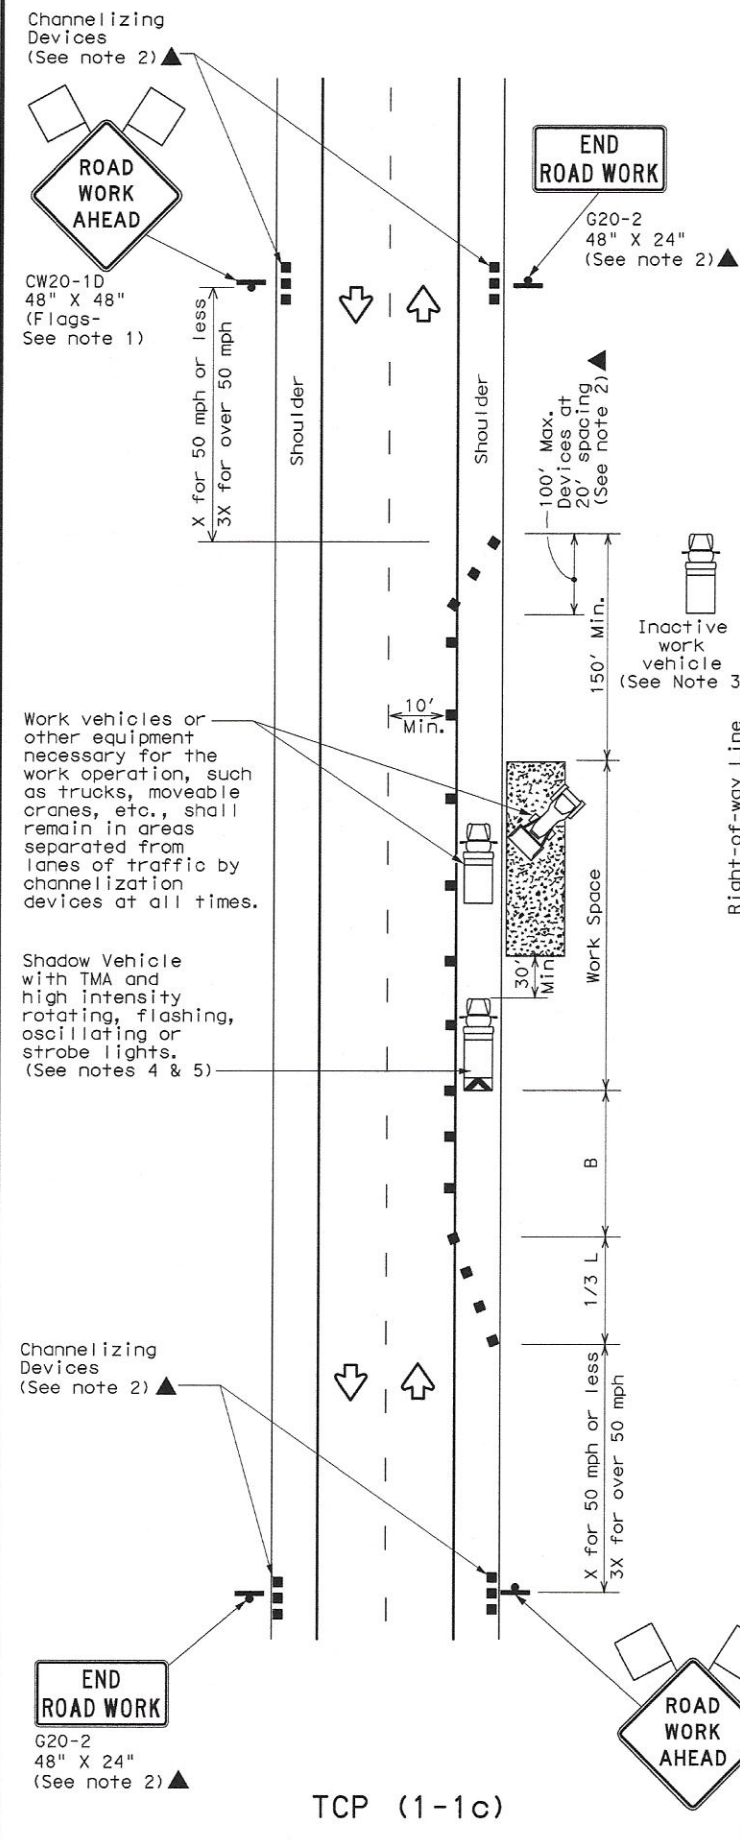 Channelizing
Devices
(See note 2)▲
ROAD
WORK
AHEAD
CW20-1D
48" X 48"
(Flags-
See note 1)
END
ROAD WORK
G20-2
48" X 24"
(See note 2)▲
X for 50 mph or less
3X for over 50 mph
Shoulder
Shoulder
100' Max.
Devices at
20' spacing
(See note 2)▲
150' Min.
Inactive
work
vehicle
(See Note 3
10'
Min.
Work vehicles or
other equipment
necessary for the
work operation, such
as trucks, moveable
cranes, etc., shall
remain in areas
separated from
lanes of traffic by
channelization
devices at all times.
Right-of-way Line
Work Space
30'
Min.
Shadow Vehicle
with TMA and
high intensity
rotating, flashing,
oscillating or
strobe lights.
(See notes 4 & 5)
B
1/3 L
Channelizing
Devices
(See note 2)▲
X for 50 mph or less
3X for over 50 mph
END
ROAD WORK
G20-2
48" X 24"
(See note 2)▲
ROAD
WORK
AHEAD
TCP (1-1c)